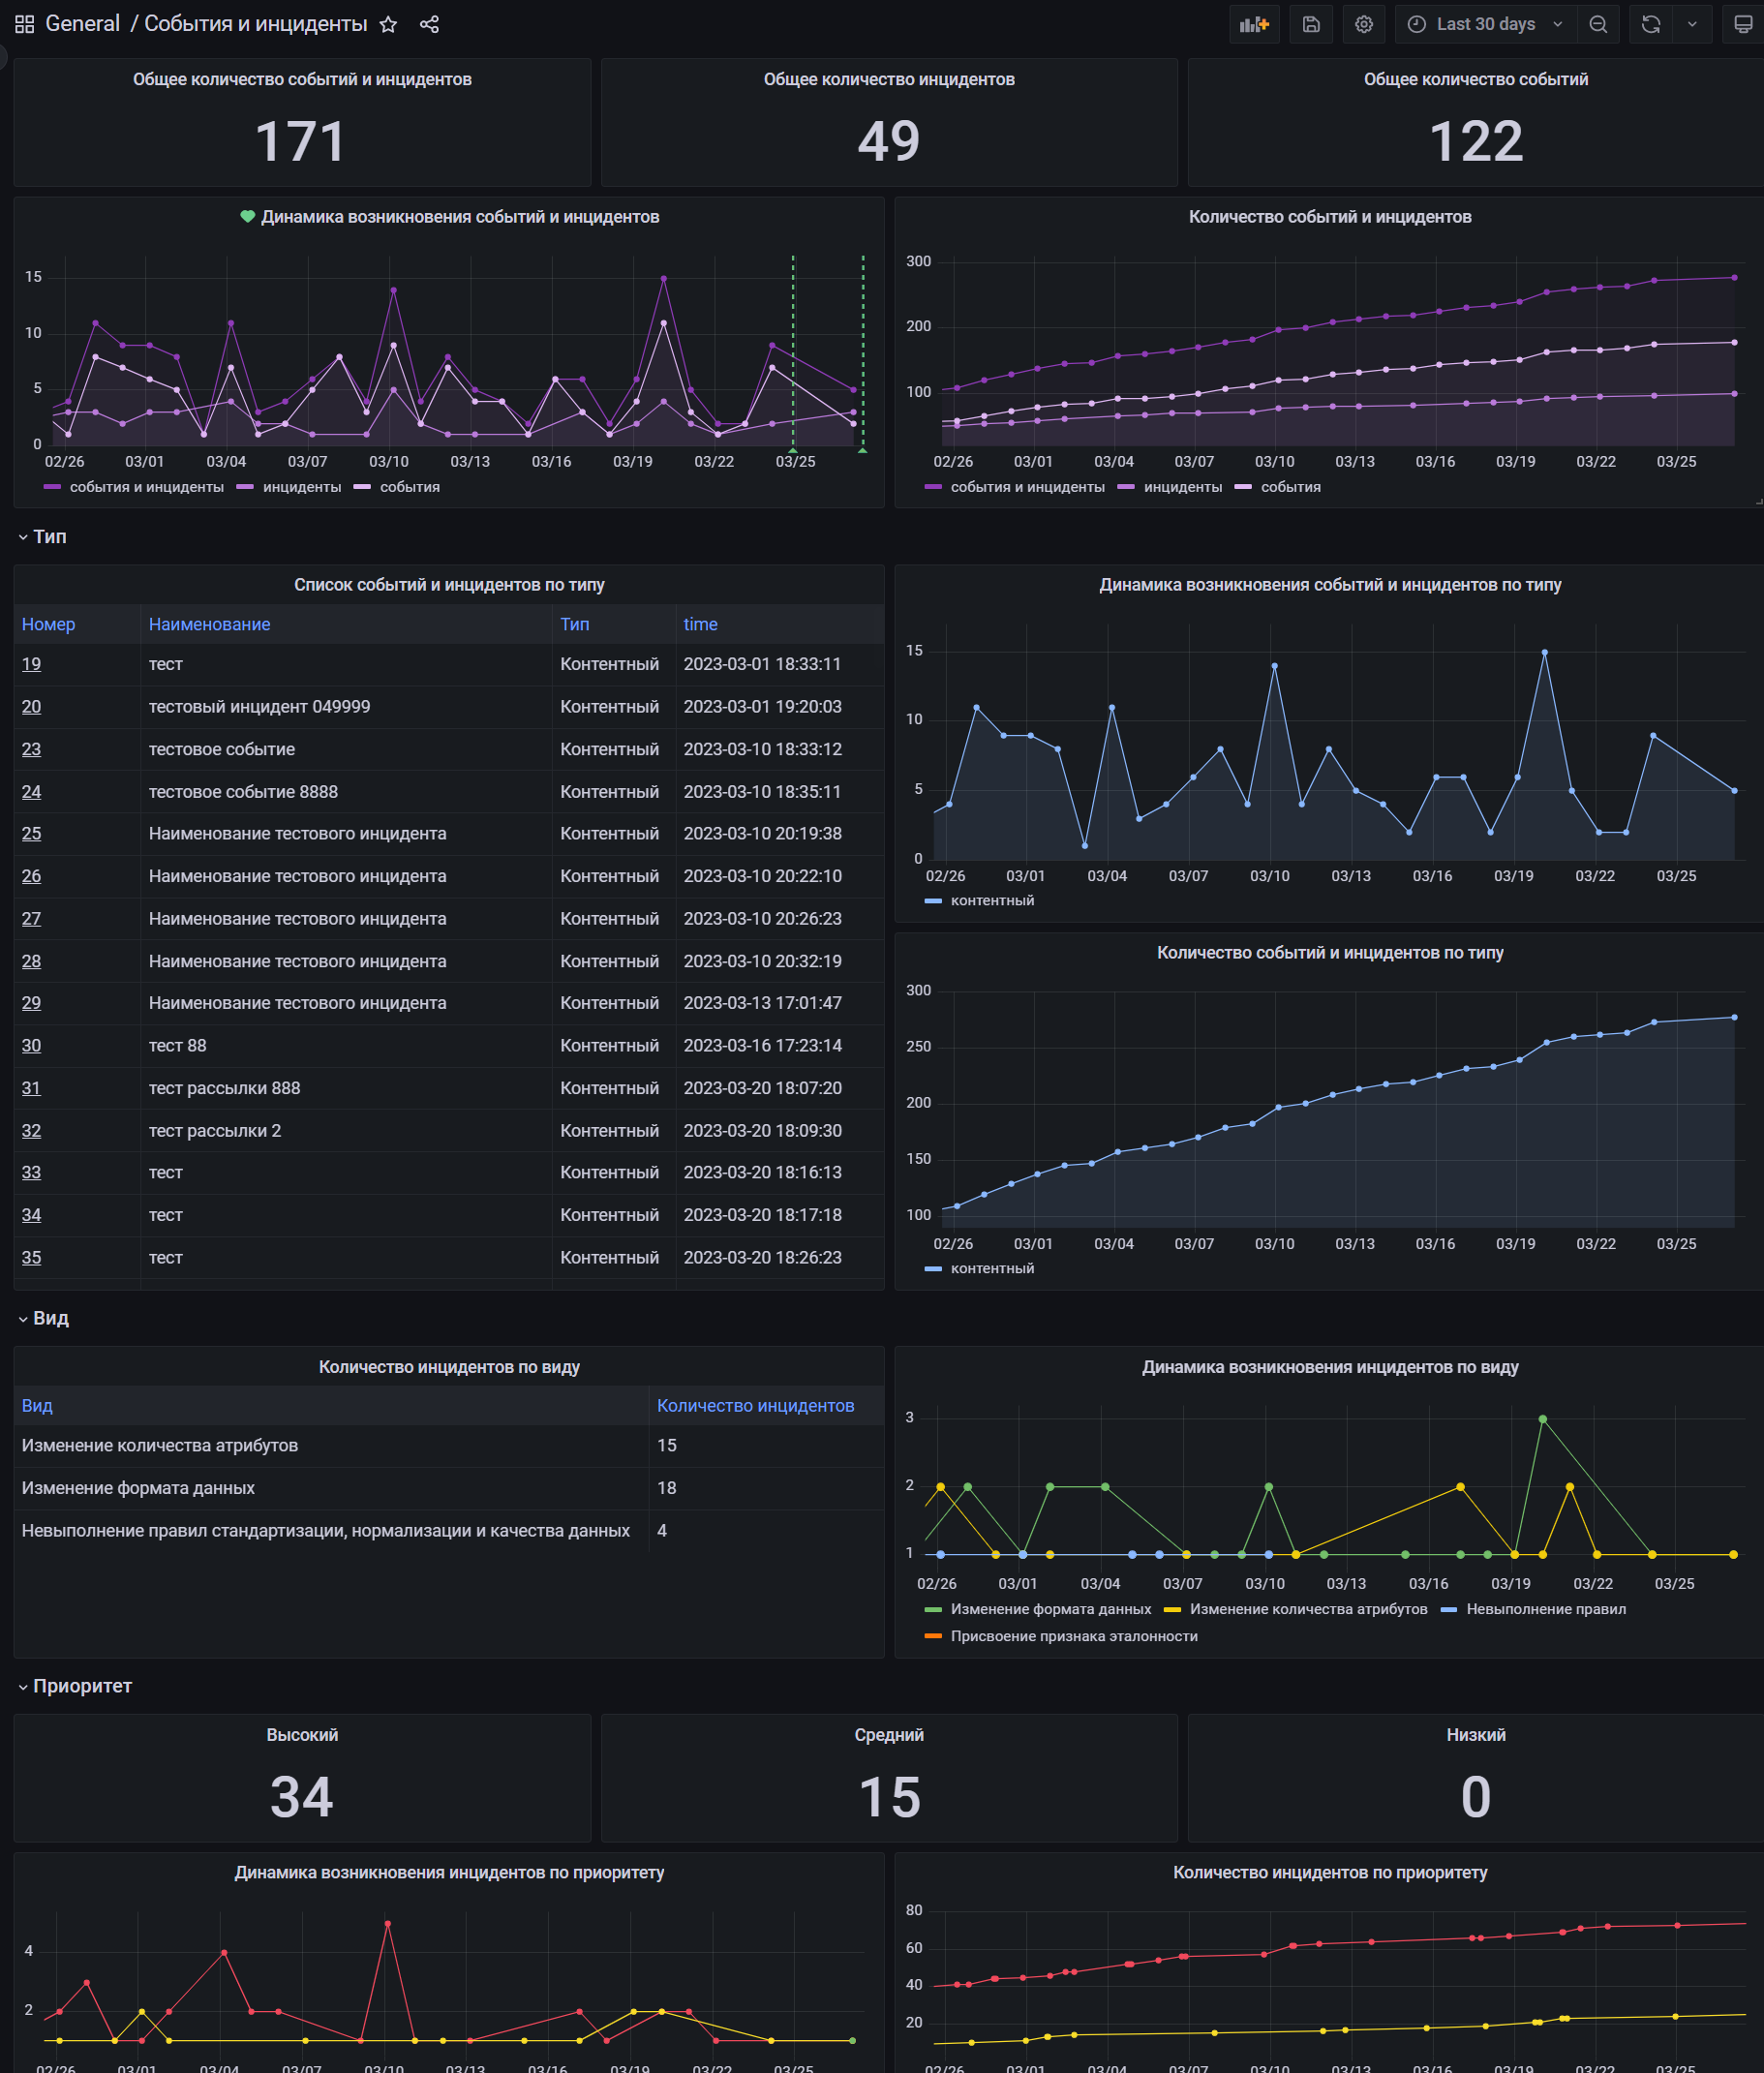 General / События и инциденты
Last 30 days
Общее количество событий и инцидентов
171
Общее количество инцидентов
49
Общее количество событий
122
Динамика возникновения событий и инцидентов
15
10
5
0
02/26 03/01 03/04 03/07 03/10 03/13 03/16 03/19 03/22 03/25
события и инциденты инциденты события
Количество событий и инцидентов
300
200
100
02/26 03/01 03/04 03/07 03/10 03/13 03/16 03/19 03/22 03/25
события и инциденты инциденты события
Тип
Список событий и инцидентов по типу
Номер Наименование Тип time
19 тест Контентный 2023-03-01 18:33:11
20 тестовый инцидент 049999 Контентный 2023-03-01 19:20:03
23 тестовое событие Контентный 2023-03-10 18:33:12
24 тестовое событие 8888 Контентный 2023-03-10 18:35:11
25 Наименование тестового инцидента Контентный 2023-03-10 20:19:38
26 Наименование тестового инцидента Контентный 2023-03-10 20:22:10
27 Наименование тестового инцидента Контентный 2023-03-10 20:26:23
28 Наименование тестового инцидента Контентный 2023-03-10 20:32:19
29 Наименование тестового инцидента Контентный 2023-03-13 17:01:47
30 тест 88 Контентный 2023-03-16 17:23:14
31 тест рассылки 888 Контентный 2023-03-20 18:07:20
32 тест рассылки 2 Контентный 2023-03-20 18:09:30
33 тест Контентный 2023-03-20 18:16:13
34 тест Контентный 2023-03-20 18:17:18
35 тест Контентный 2023-03-20 18:26:23
Динамика возникновения событий и инцидентов по типу
15
10
5
0
02/26 03/01 03/04 03/07 03/10 03/13 03/16 03/19 03/22 03/25
контентный
Количество событий и инцидентов по типу
300
250
200
150
100
02/26 03/01 03/04 03/07 03/10 03/13 03/16 03/19 03/22 03/25
контентный
Вид
Количество инцидентов по виду
Вид Количество инцидентов
Изменение количества атрибутов 15
Изменение формата данных 18
Невыполнение правил стандартизации, нормализации и качества данных 4
Динамика возникновения инцидентов по виду
3
2
1
02/26 03/01 03/04 03/07 03/10 03/13 03/16 03/19 03/22 03/25
Изменение формата данных Изменение количества атрибутов Невыполнение правил
Присвоение признака эталонности
Приоритет
Высокий
34
Средний
15
Низкий
0
Динамика возникновения инцидентов по приоритету
4
2
02/26 03/01 03/04 03/07 03/10 03/13 03/16 03/19 03/22 03/25
Количество инцидентов по приоритету
80
60
40
20
02/26 03/01 03/04 03/07 03/10 03/13 03/16 03/19 03/22 03/25